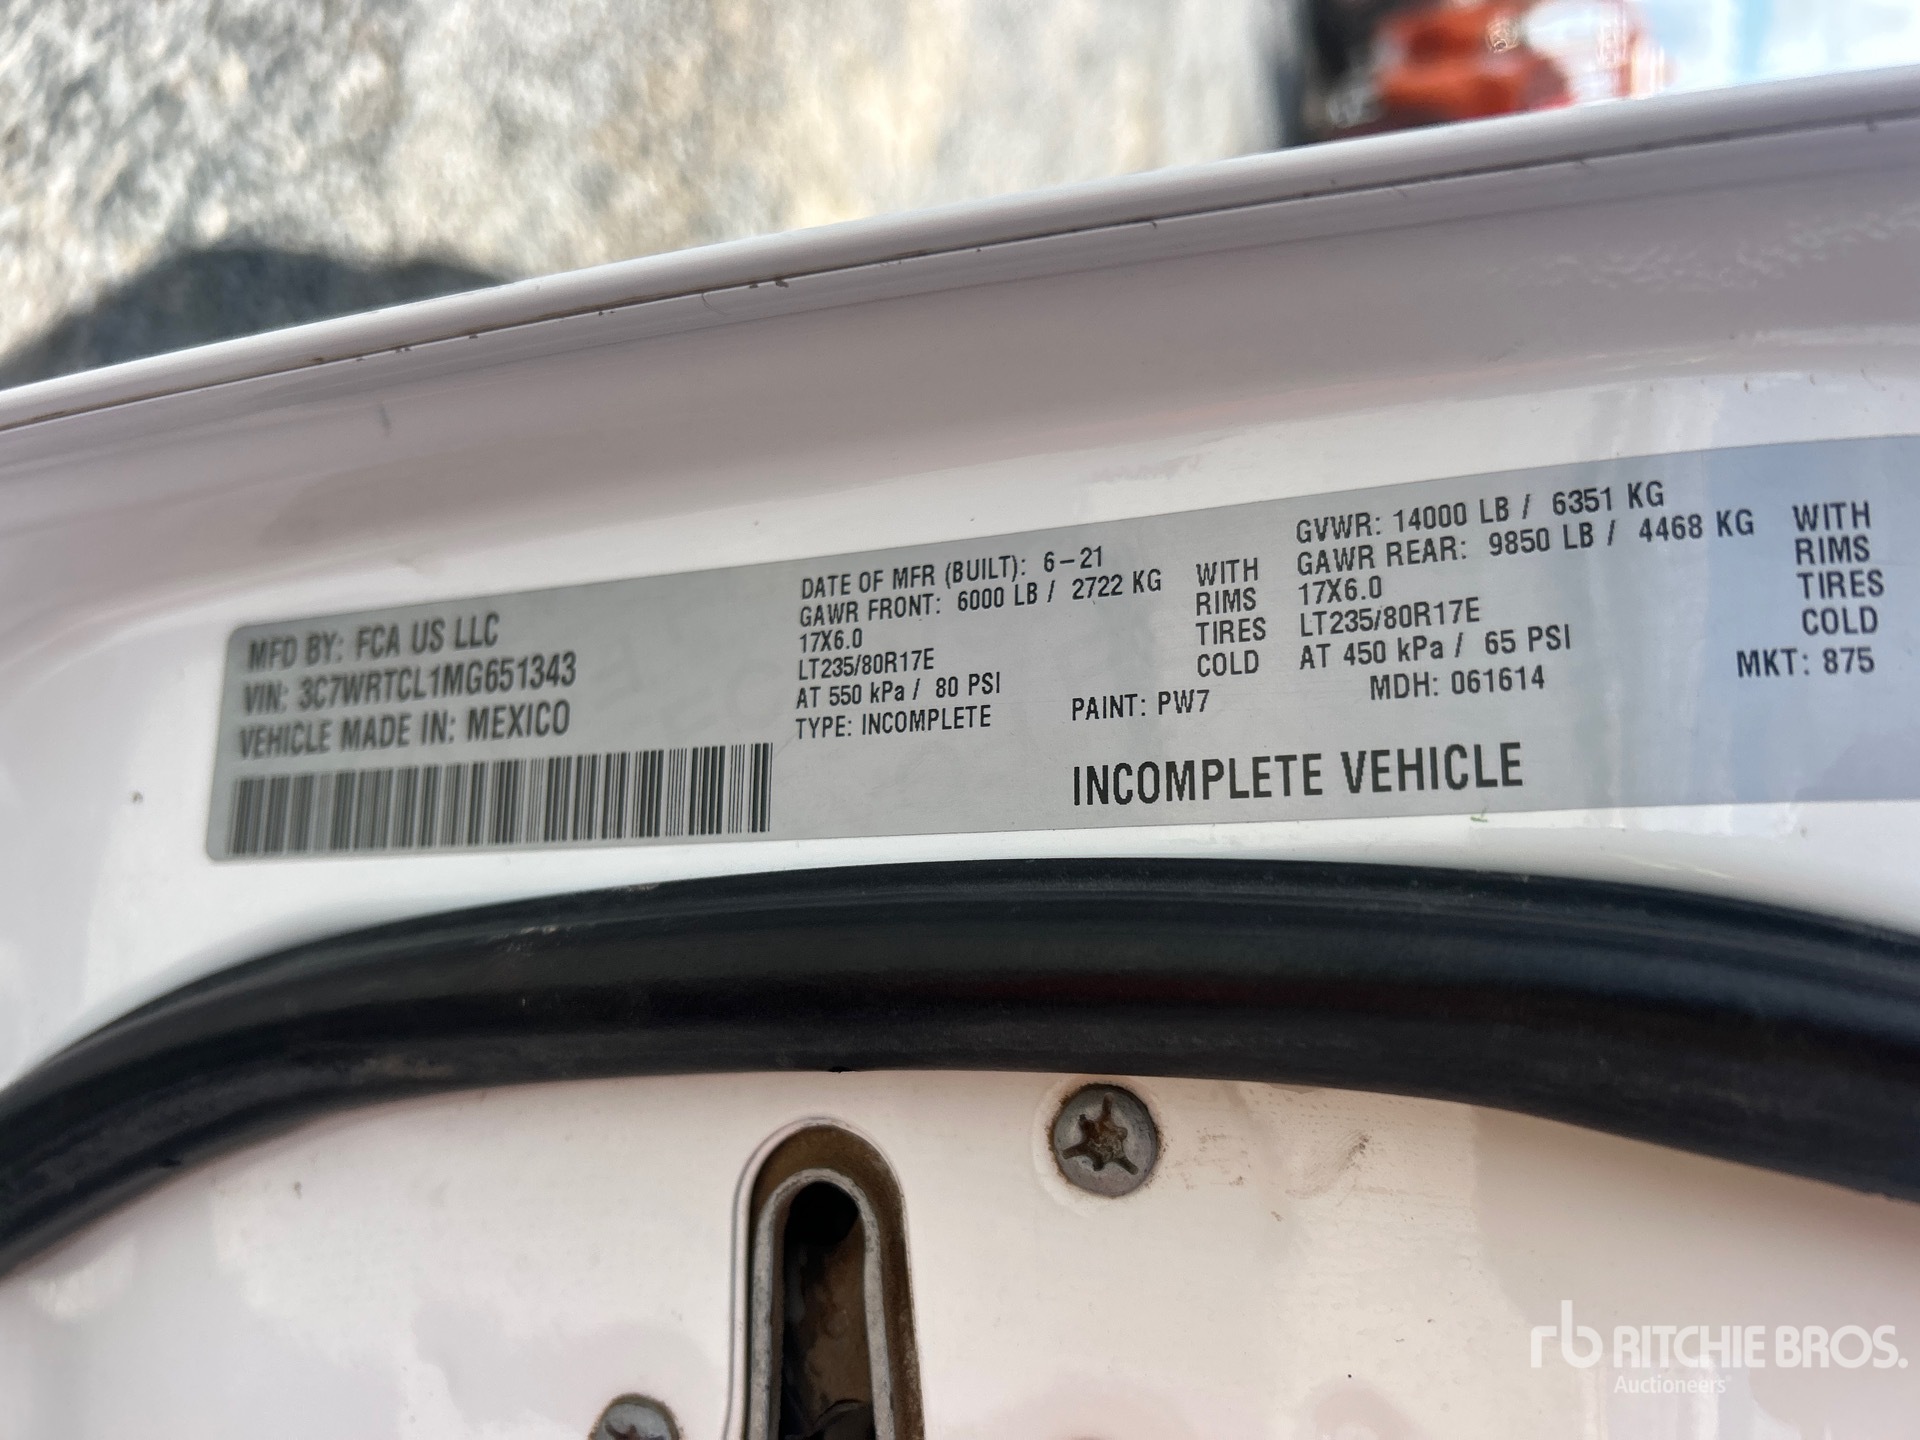 MFD BY: FCA US LLC
VIN: 3C7WRTCL1MG651343
VEHICLE MADE IN: MEXICO
DATE OF MFR (BUILT): 6-21
GAWR FRONT: 6000 LB / 2722 KG WITH
17X6.0 RIMS
LT235/80R17E TIRES
AT 550 kPa / 80 PSI COLD
TYPE: INCOMPLETE
PAINT: PW7
GVWR: 14000 LB / 6351 KG
GAWR REAR: 9850 LB / 4468 KG WITH
17X6.0 RIMS
LT235/80R17E TIRES
AT 450 kPa / 65 PSI COLD
MDH: 061614 MKT: 875
INCOMPLETE VEHICLE
rb RITCHIE BROS.
Auctioneers